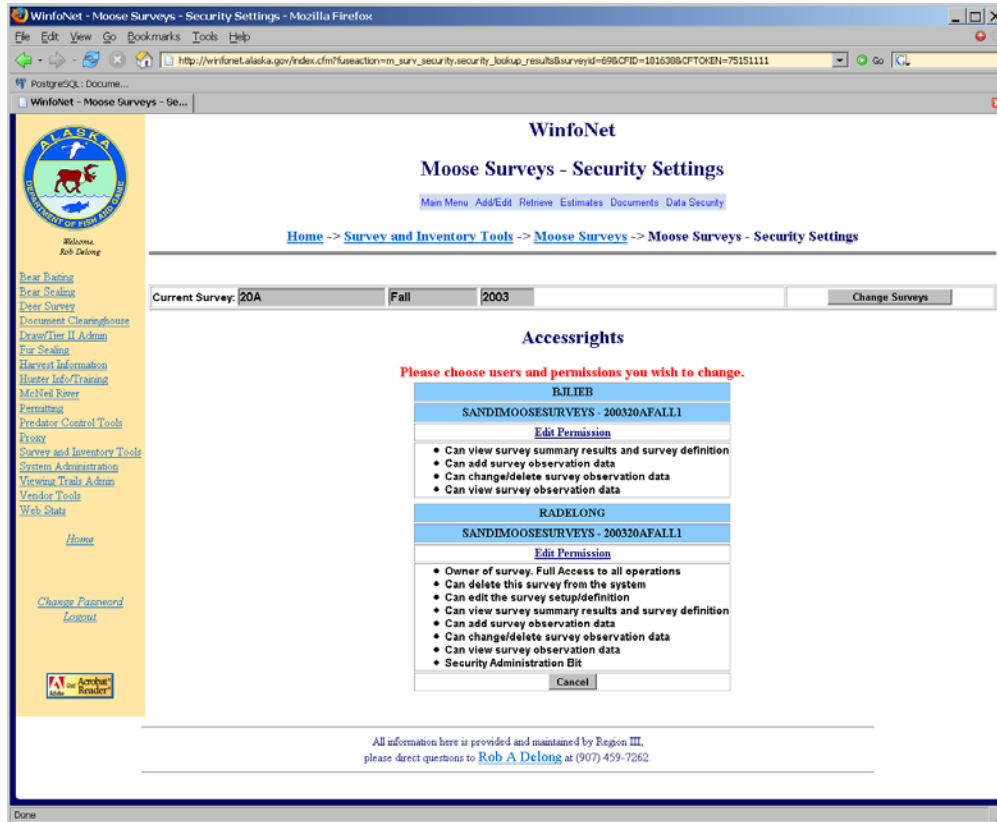 WinfoNet - Moose Surveys - Security Settings - Mozilla Firefox
File Edit View Go Bookmarks Tools Help
http://winfonet.alaska.gov/index.cfm?fuseaction=m_surv_security.security_lookup_results&surveyid=69&CFID=181638&CFTOKEN=75151111
Go
PostgreSQL: Docume...
WinfoNet - Moose Surveys - Se...
ALASKA
DEPARTMENT OF FISH AND GAME
Welcome,
Rob Delong
Bear Baiting
Bear Sealing
Deer Survey
Document Clearinghouse
Draw/Tier II Admin
Fur Sealing
Harvest Information
Hunter Info/Training
McNeil River
Permitting
Predator Control Tools
Proxy
Survey and Inventory Tools
System Administration
Viewing Trails Admin
Vendor Tools
Web Stats
Home
Change Password
Logout
Adobe Get Acrobat Reader
WinfoNet
Moose Surveys - Security Settings
Main Menu Add/Edit Retrieve Estimates Documents Data Security
Home -> Survey and Inventory Tools -> Moose Surveys -> Moose Surveys - Security Settings
Current Survey: 20A Fall 2003 Change Surveys
Accessrights
Please choose users and permissions you wish to change.
BJLIEB
SANDIMOOSESURVEYS - 200320AFALL1
Edit Permission
Can view survey summary results and survey definition
Can add survey observation data
Can change/delete survey observation data
Can view survey observation data
RADELONG
SANDIMOOSESURVEYS - 200320AFALL1
Edit Permission
Owner of survey. Full Access to all operations
Can delete this survey from the system
Can edit the survey setup/definition
Can view survey summary results and survey definition
Can add survey observation data
Can change/delete survey observation data
Can view survey observation data
Security Administration Bit
Cancel
All information here is provided and maintained by Region III,
please direct questions to Rob A Delong at (907) 459-7262.
Done